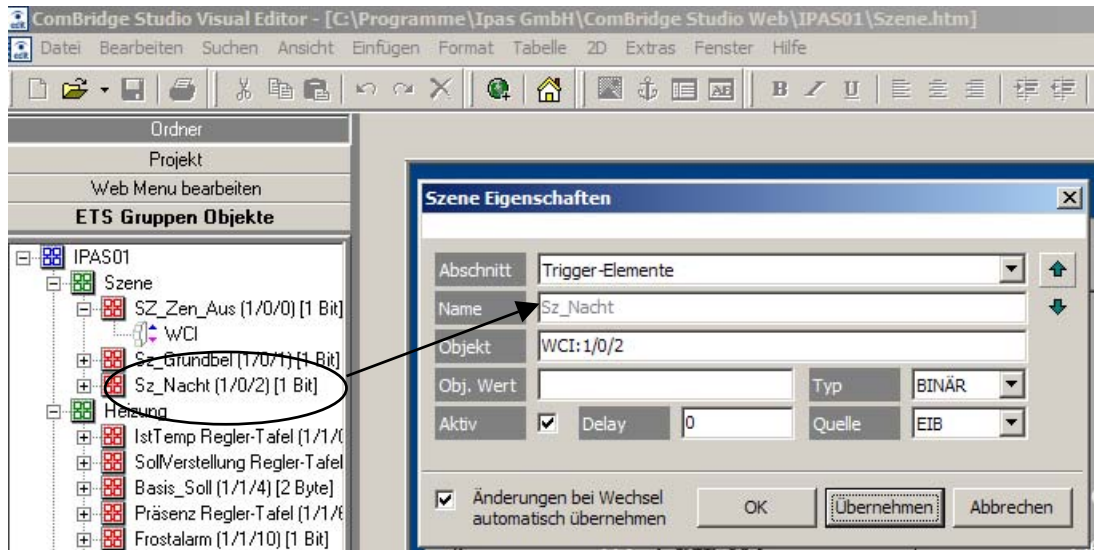 ComBridge Studio Visual Editor - [C:\Programme\Ipas GmbH\ComBridge Studio Web\IPAS01\Szene.htm]
Datei Bearbeiten Suchen Ansicht Einfügen Format Tabelle 2D Extras Fenster Hilfe
B I U
Ordner
Projekt
Web Menu bearbeiten
ETS Gruppen Objekte
IPAS01
Szene
SZ_Zen_Aus (1/0/0) [1 Bit]
WCI
Sz_Grundbel (1/0/1) [1 Bit]
Sz_Nacht (1/0/2) [1 Bit]
Heizung
IstTemp Regler-Tafel (1/1/0
SollVerstellung Regler-Tafel
Basis_Soll (1/1/4) [2 Byte]
Präsenz Regler-Tafel (1/1/6
Frostalarm (1/1/10) [1 Bit]
Szene Eigenschaften
Abschnitt Trigger-Elemente
Name Sz_Nacht
Objekt WCI:1/0/2
Obj. Wert Typ BINÄR
Aktiv Delay 0 Quelle EIB
Änderungen bei Wechsel
automatisch übernehmen
OK Übernehmen Abbrechen